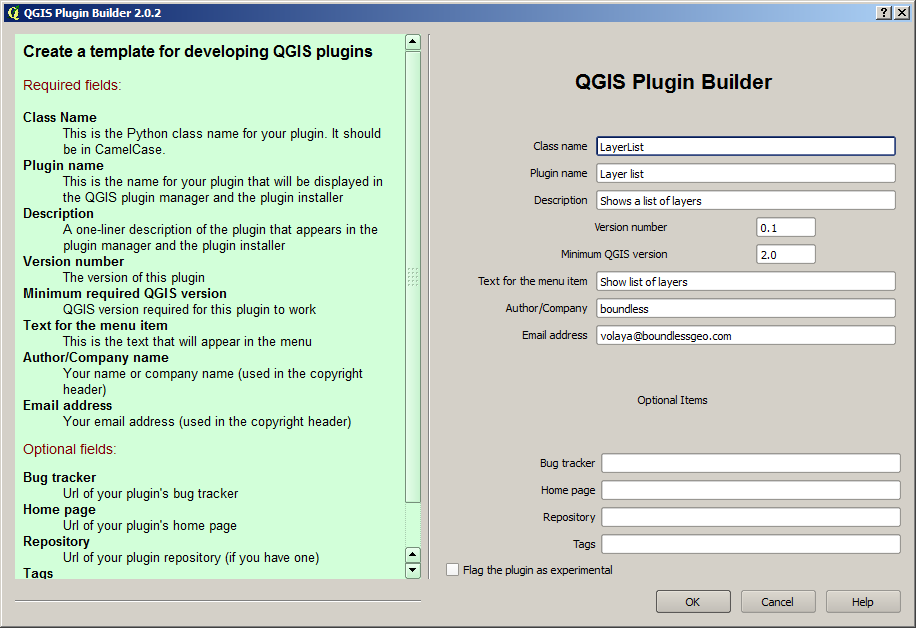 QGIS Plugin Builder 2.0.2
Create a template for developing QGIS plugins
Required fields:
Class Name
This is the Python class name for your plugin. It should
be in CamelCase.
Plugin name
This is the name for your plugin that will be displayed in
the QGIS plugin manager and the plugin installer
Description
A one-liner description of the plugin that appears in the
plugin manager and the plugin installer
Version number
The version of this plugin
Minimum required QGIS version
QGIS version required for this plugin to work
Text for the menu item
This is the text that will appear in the menu
Author/Company name
Your name or company name (used in the copyright
header)
Email address
Your email address (used in the copyright header)
Optional fields:
Bug tracker
Url of your plugin's bug tracker
Home page
Url of your plugin's home page
Repository
Url of your plugin repository (if you have one)
Tags
QGIS Plugin Builder
Class name LayerList
Plugin name Layer list
Description Shows a list of layers
Version number 0.1
Minimum QGIS version 2.0
Text for the menu item Show list of layers
Author/Company boundless
Email address volaya@boundlessgeo.com
Optional Items
Bug tracker
Home page
Repository
Tags
Flag the plugin as experimental
OK Cancel Help